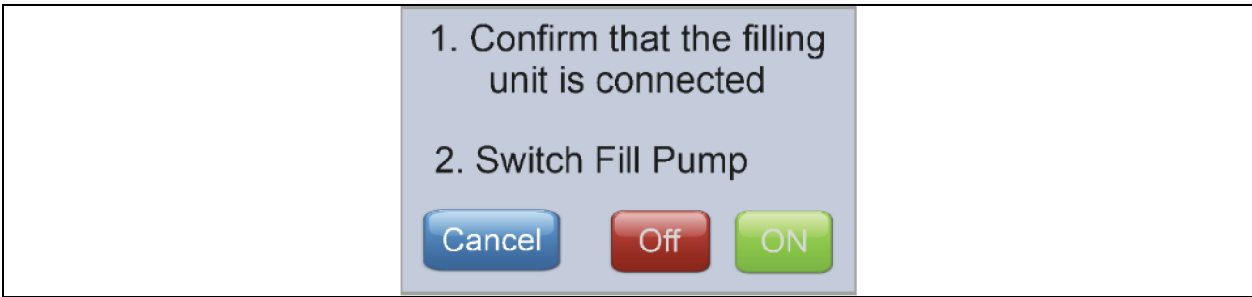 1. Confirm that the filling
unit is connected
2. Switch Fill Pump
Cancel Off ON